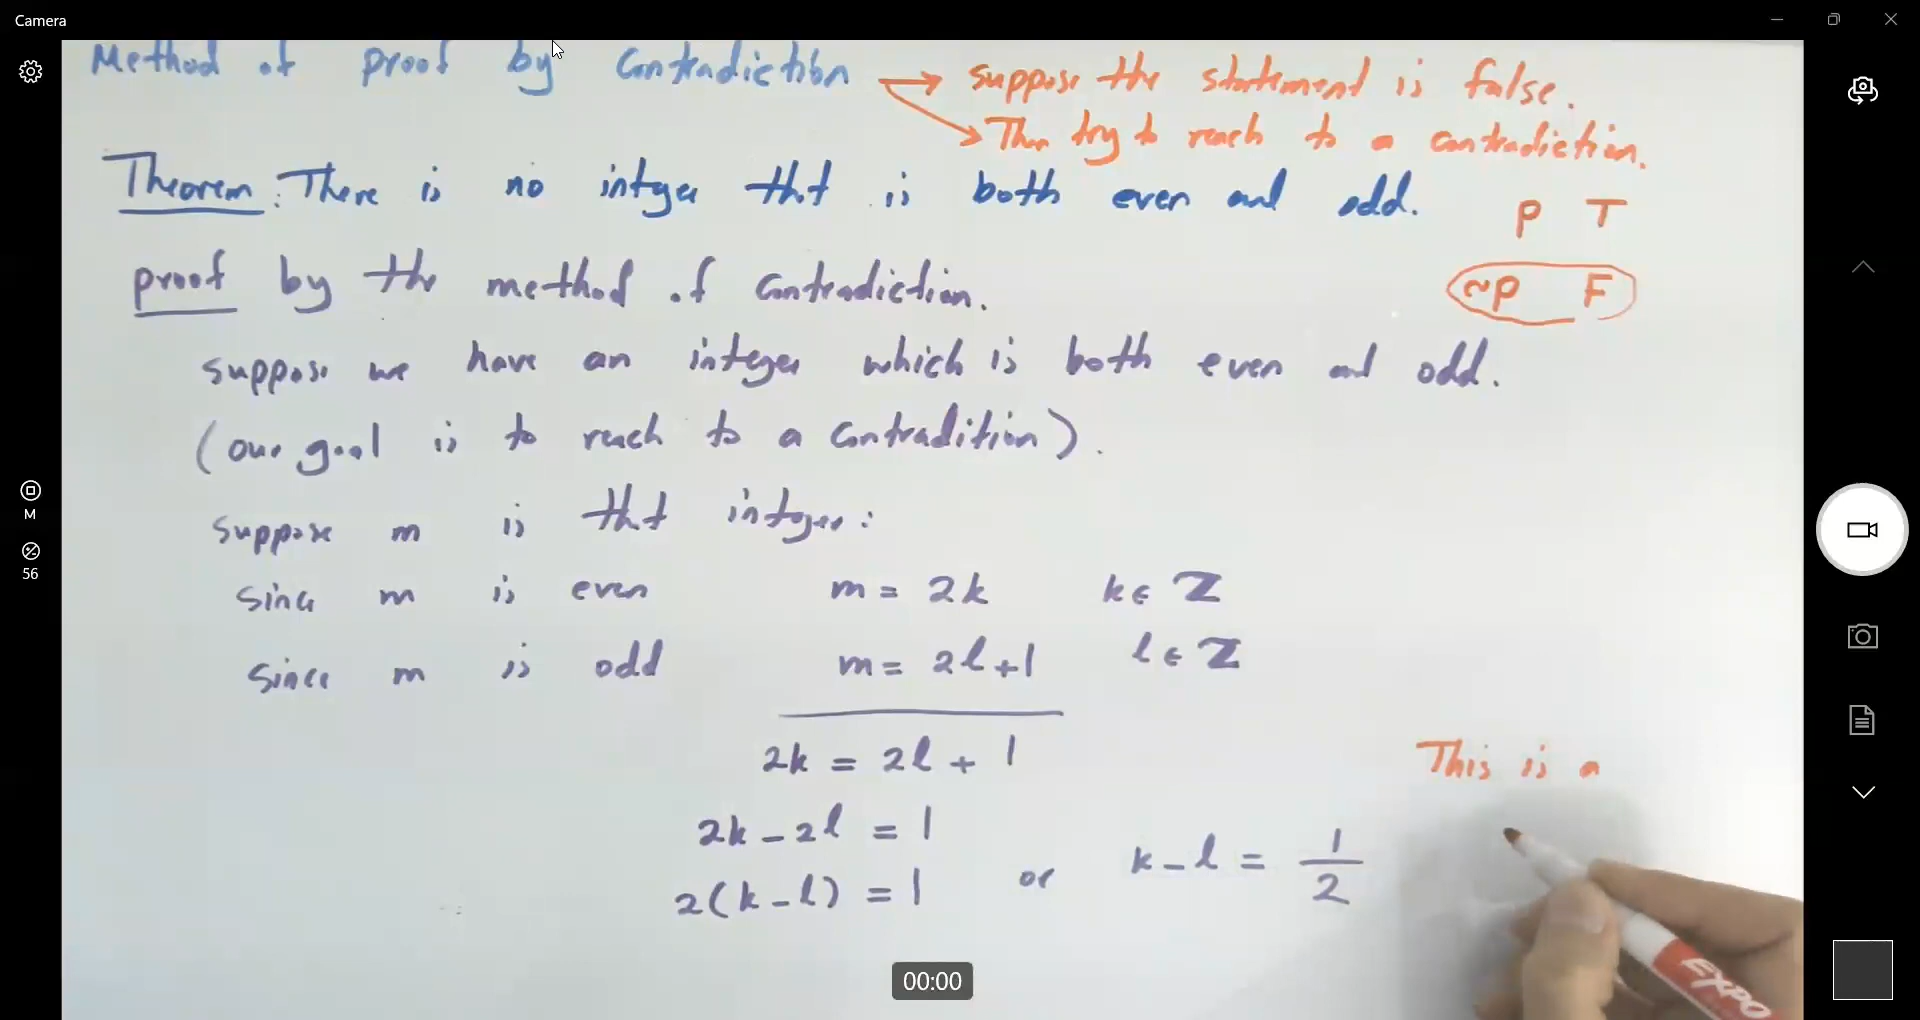 Camera
Method of proof by Contradiction → suppose the statement is false.
→ Then try to reach to a contradiction.
Theorem: There is no integer that is both even and odd.
P T
~P F
proof by the method of Contradiction.
suppose we have an integer which is both even and odd.
(our goal is to reach to a Contradition).
suppose m is that integer:
since m is even m = 2k k ∈ Z
since m is odd m = 2l+1 l ∈ Z
2k = 2l + 1
2k - 2l = 1
2(k-l) = 1 or k-l = 1/2
This is a
M
56
00:00
EXPO